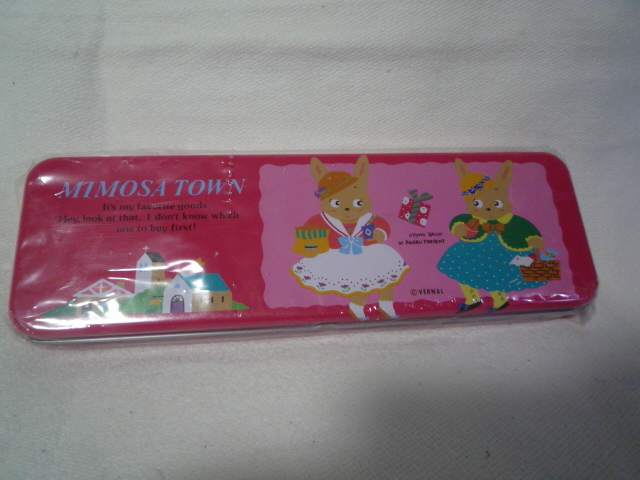 MIMOSA TOWN
It's my favorite goods
Hey, look at that. I don't know which
one to buy first!
© VERNAL